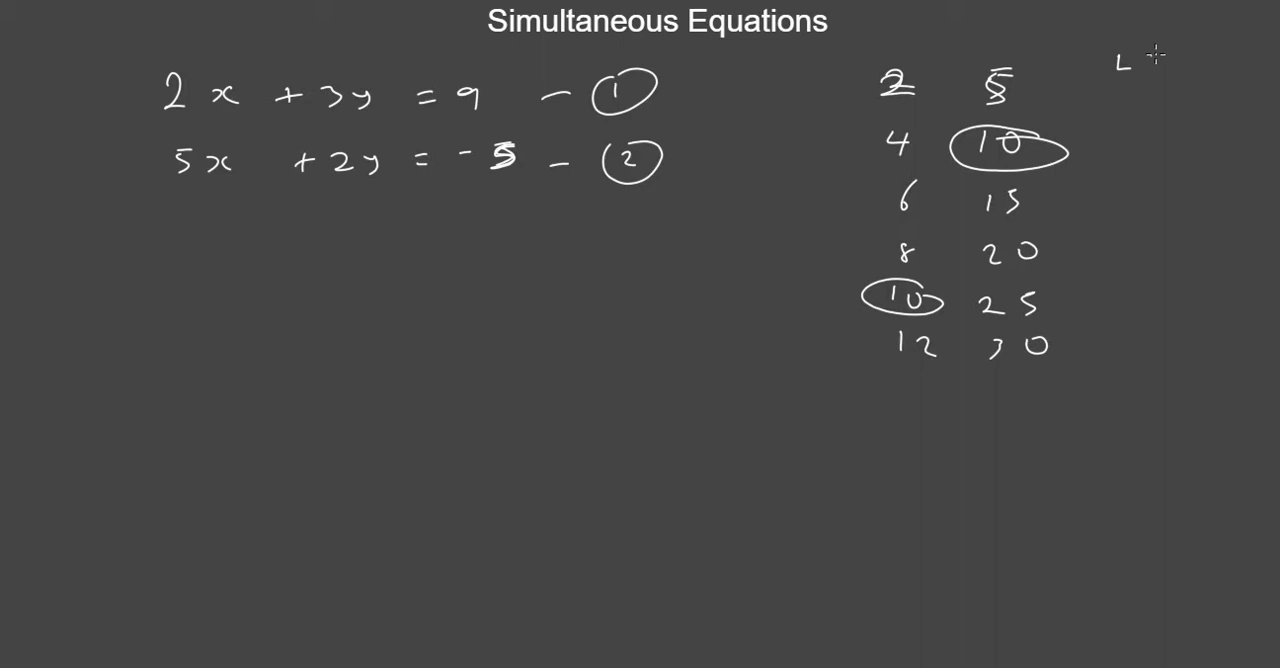 Simultaneous Equations
2x + 3y = 9 - 1
5x + 2y = -5 - 2
2 5
4 10
6 15
8 20
10 25
12 30
L